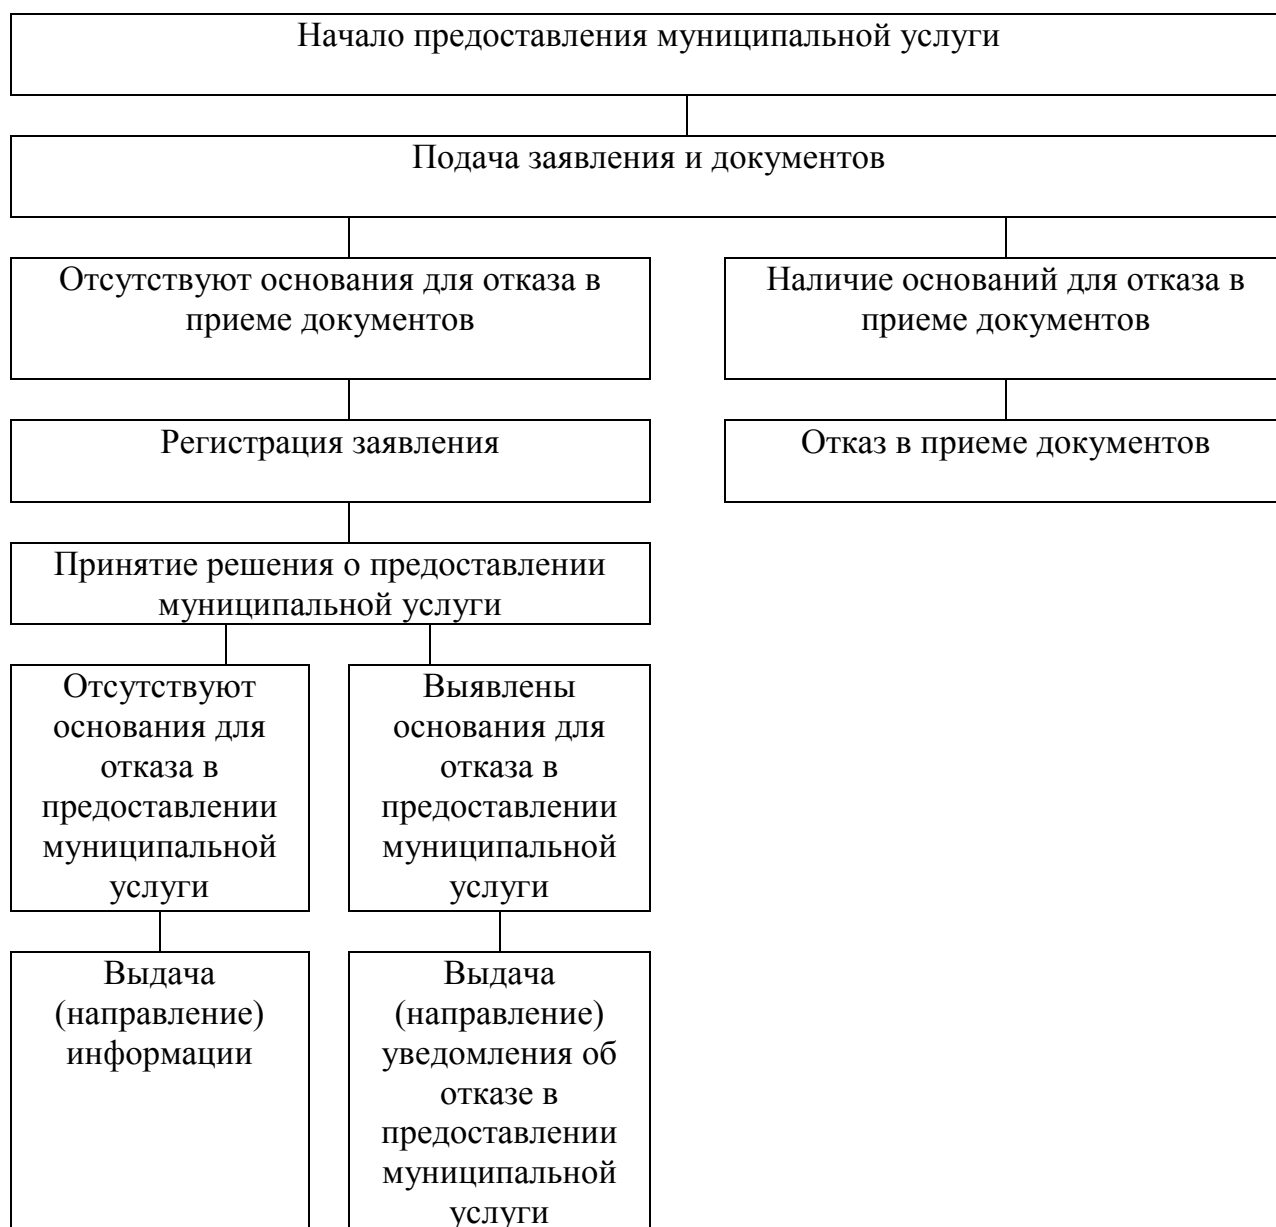 Начало предоставления муниципальной услуги
Подача заявления и документов
Отсутствуют основания для отказа в
приеме документов
Наличие оснований для отказа в
приеме документов
Регистрация заявления
Отказ в приеме документов
Принятие решения о предоставлении
муниципальной услуги
Отсутствуют
основания для
отказа в
предоставлении
муниципальной
услуги
Выявлены
основания для
отказа в
предоставлении
муниципальной
услуги
Выдача
(направление)
информации
Выдача
(направление)
уведомления об
отказе в
предоставлении
муниципальной
услуги